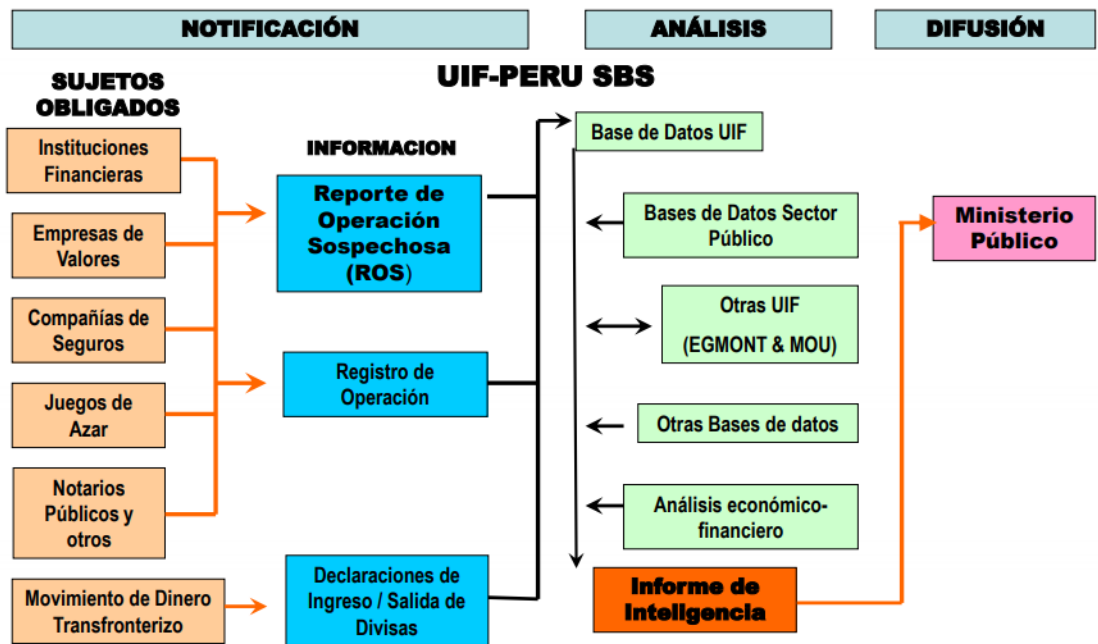 NOTIFICACIÓN
ANÁLISIS
DIFUSIÓN
UIF-PERU SBS
SUJETOS
OBLIGADOS
Instituciones
Financieras
Empresas de
Valores
Compañías de
Seguros
Juegos de
Azar
Notarios
Públicos y
otros
Movimiento de Dinero
Transfronterizo
INFORMACION
Reporte de
Operación
Sospechosa
(ROS)
Registro de
Operación
Declaraciones de
Ingreso / Salida de
Divisas
Base de Datos UIF
Bases de Datos Sector
Público
Otras UIF
(EGMONT & MOU)
Otras Bases de datos
Análisis económico-
financiero
Informe de
Inteligencia
Ministerio
Público